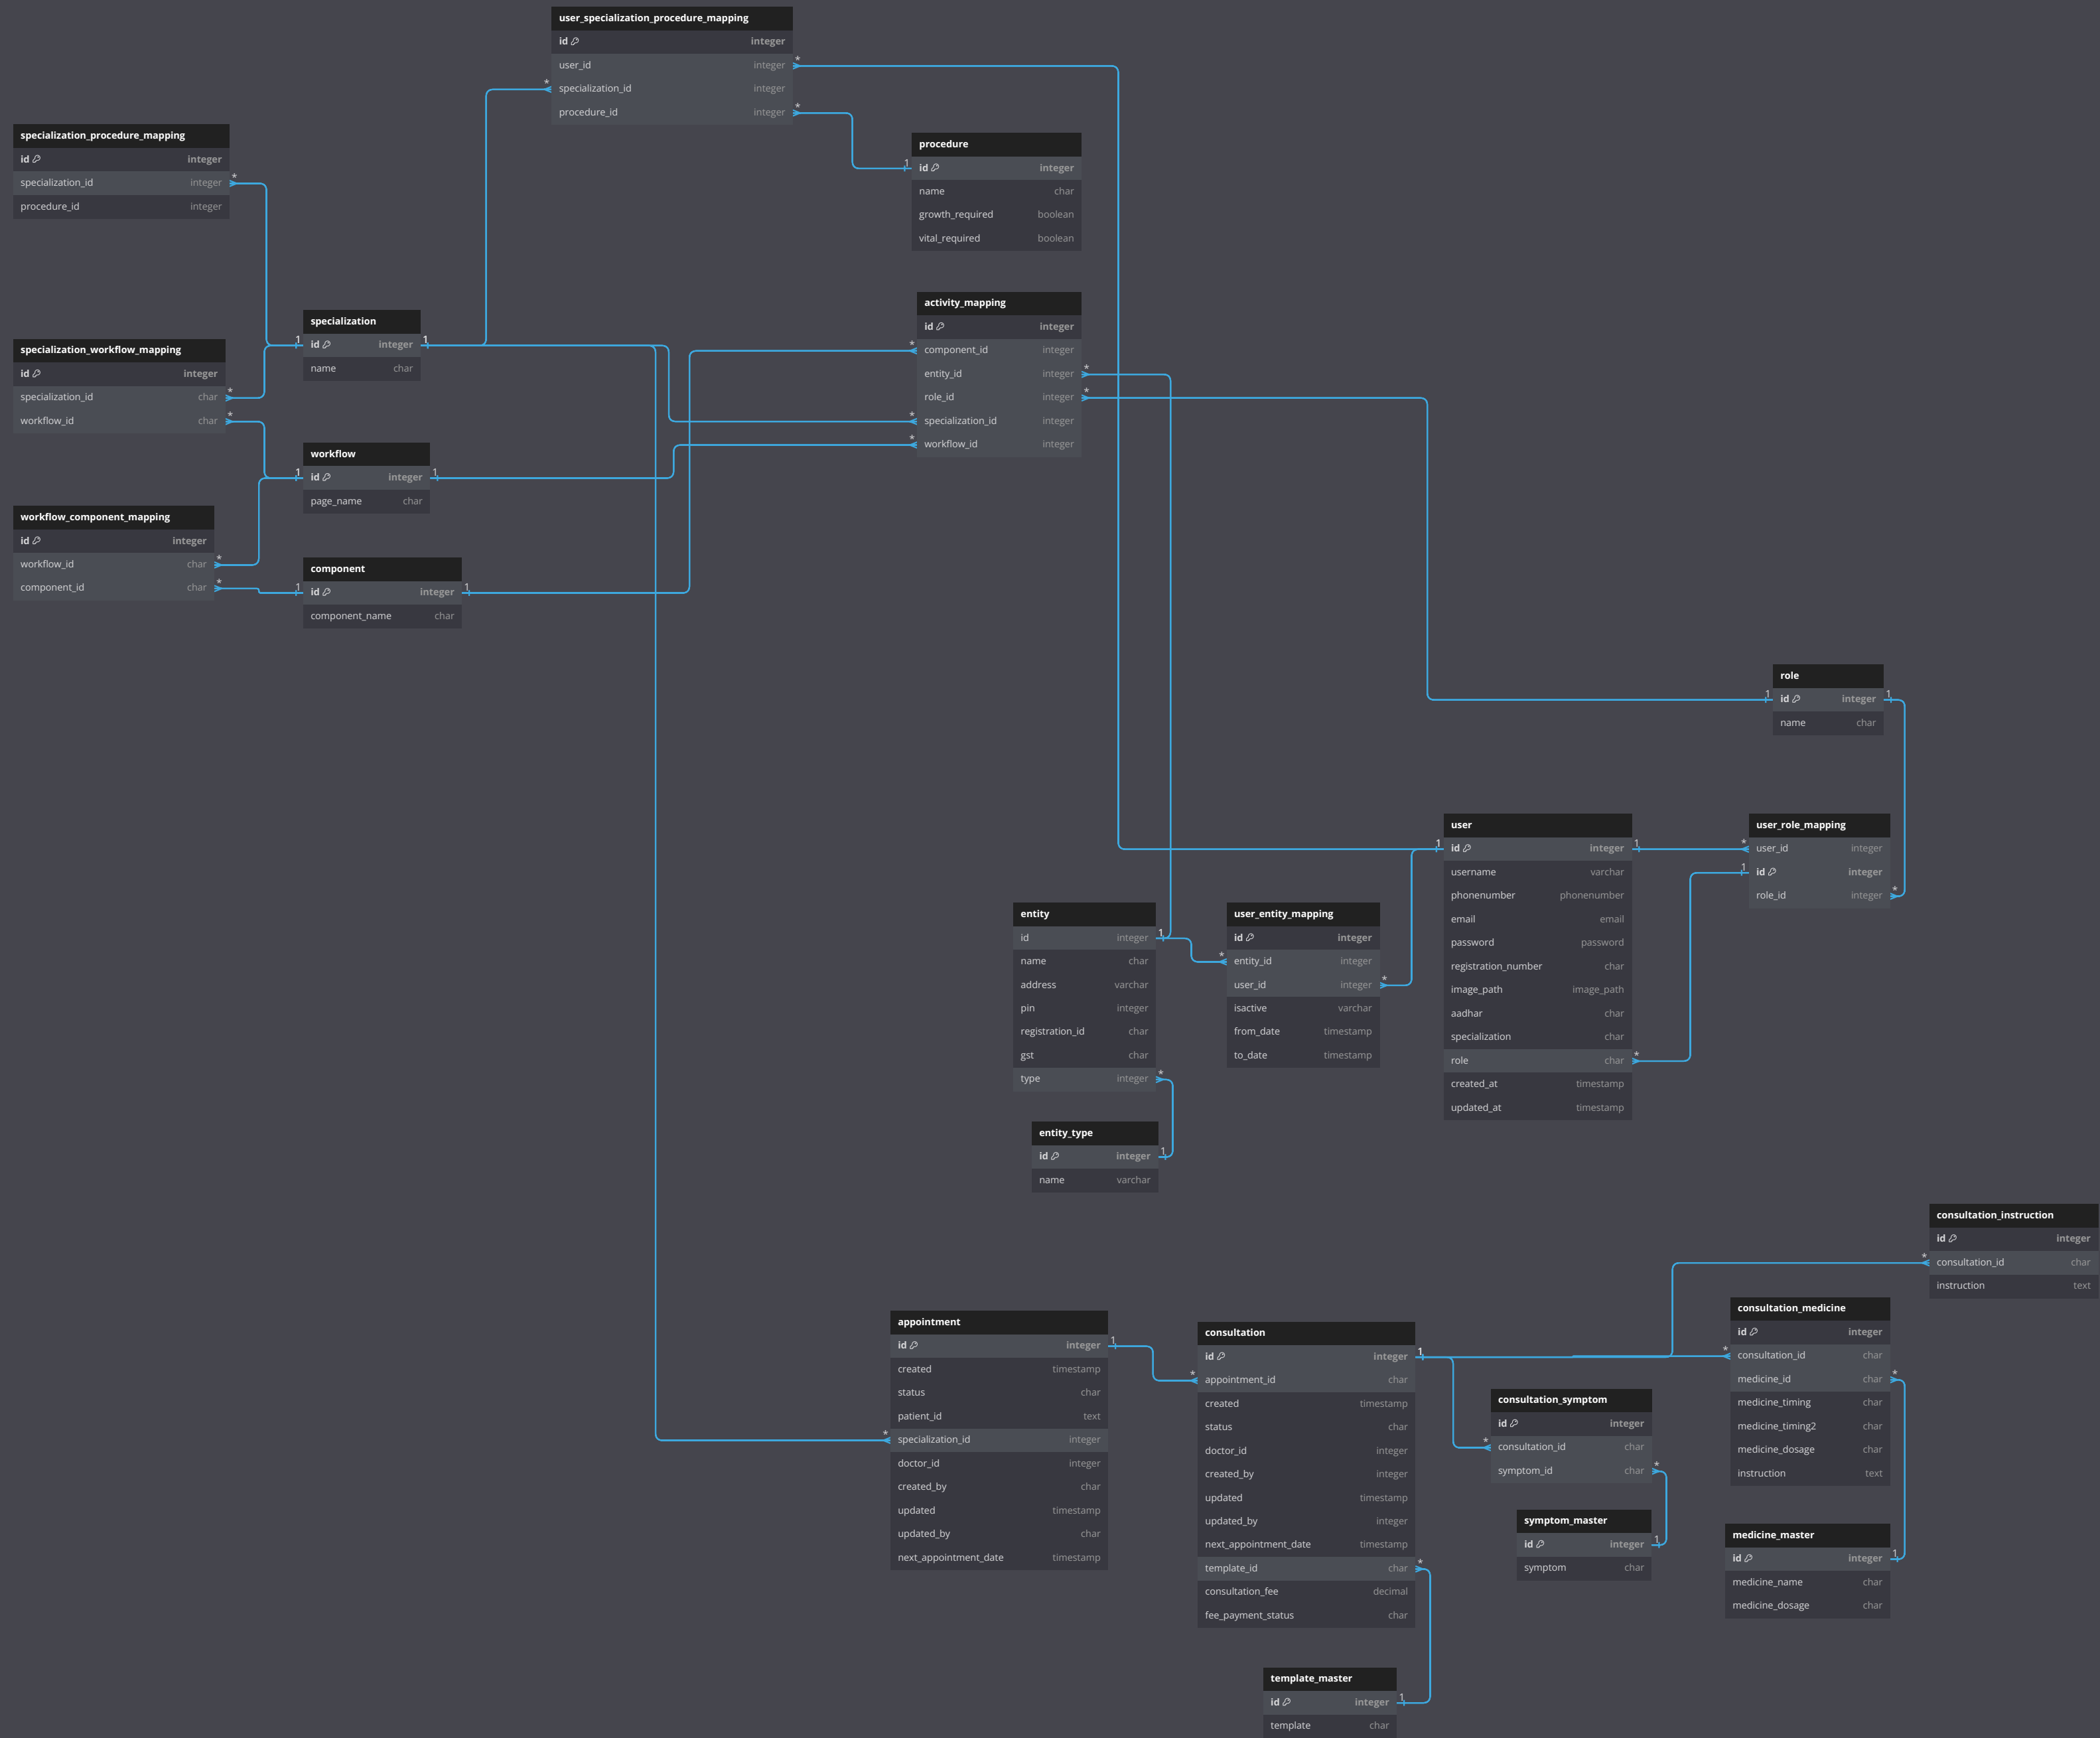 user_specialization_procedure_mapping
id integer
user_id integer
specialization_id integer
procedure_id integer
specialization_procedure_mapping
id integer
specialization_id integer
procedure_id integer
procedure
id integer
name char
growth_required boolean
vital_required boolean
activity_mapping
id integer
component_id integer
entity_id integer
role_id integer
specialization_id integer
workflow_id integer
specialization
id integer
name char
specialization_workflow_mapping
id integer
specialization_id char
workflow_id char
workflow
id integer
page_name char
workflow_component_mapping
id integer
workflow_id char
component_id char
component
id integer
component_name char
role
id integer
name char
user
id integer
username varchar
phonenumber phonenumber
email email
password password
registration_number char
image_path image_path
aadhar char
specialization char
role char
created_at timestamp
updated_at timestamp
user_role_mapping
user_id integer
id integer
role_id integer
entity
id integer
name char
address varchar
pin integer
registration_id char
gst char
type integer
user_entity_mapping
id integer
entity_id integer
user_id integer
isactive varchar
from_date timestamp
to_date timestamp
entity_type
id integer
name varchar
consultation_instruction
id integer
consultation_id char
instruction text
appointment
id integer
created timestamp
status char
patient_id text
specialization_id integer
doctor_id integer
created_by char
updated timestamp
updated_by char
next_appointment_date timestamp
consultation
id integer
appointment_id char
created timestamp
status char
doctor_id integer
created_by integer
updated timestamp
updated_by integer
next_appointment_date timestamp
template_id char
consultation_fee decimal
fee_payment_status char
consultation_medicine
id integer
consultation_id char
medicine_id char
medicine_timing char
medicine_timing2 char
medicine_dosage char
instruction text
consultation_symptom
id integer
consultation_id char
symptom_id char
symptom_master
id integer
symptom char
medicine_master
id integer
medicine_name char
medicine_dosage char
template_master
id integer
template char